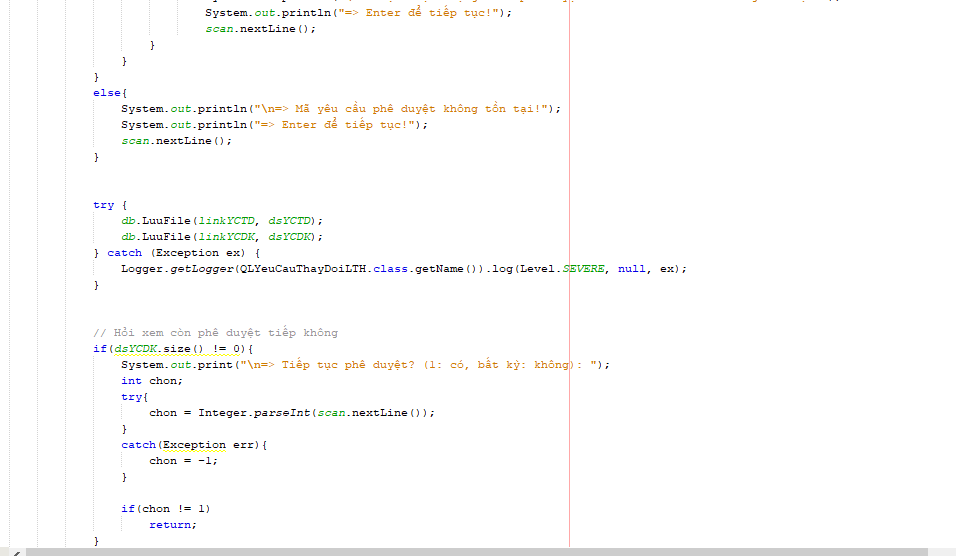 System.out.println("=> Enter để tiếp tục!");
scan.nextLine();
}
}
}
else{
System.out.println("\n=> Mã yêu cầu phê duyệt không tồn tại!");
System.out.println("=> Enter để tiếp tục!");
scan.nextLine();
}
try {
db.LuuFile(linkYCTD, dsYCTD);
db.LuuFile(linkYCDK, dsYCDK);
} catch (Exception ex) {
Logger.getLogger(QLYeuCauThayDoiLTH.class.getName()).log(Level.SEVERE, null, ex);
}
// Hỏi xem còn phê duyệt tiếp không
if(dsYCDK.size() != 0){
System.out.print("\n=> Tiếp tục phê duyệt? (1: có, bất kỳ: không): ");
int chon;
try{
chon = Integer.parseInt(scan.nextLine());
}
catch(Exception err){
chon = -1;
}
if(chon != 1)
return;
}